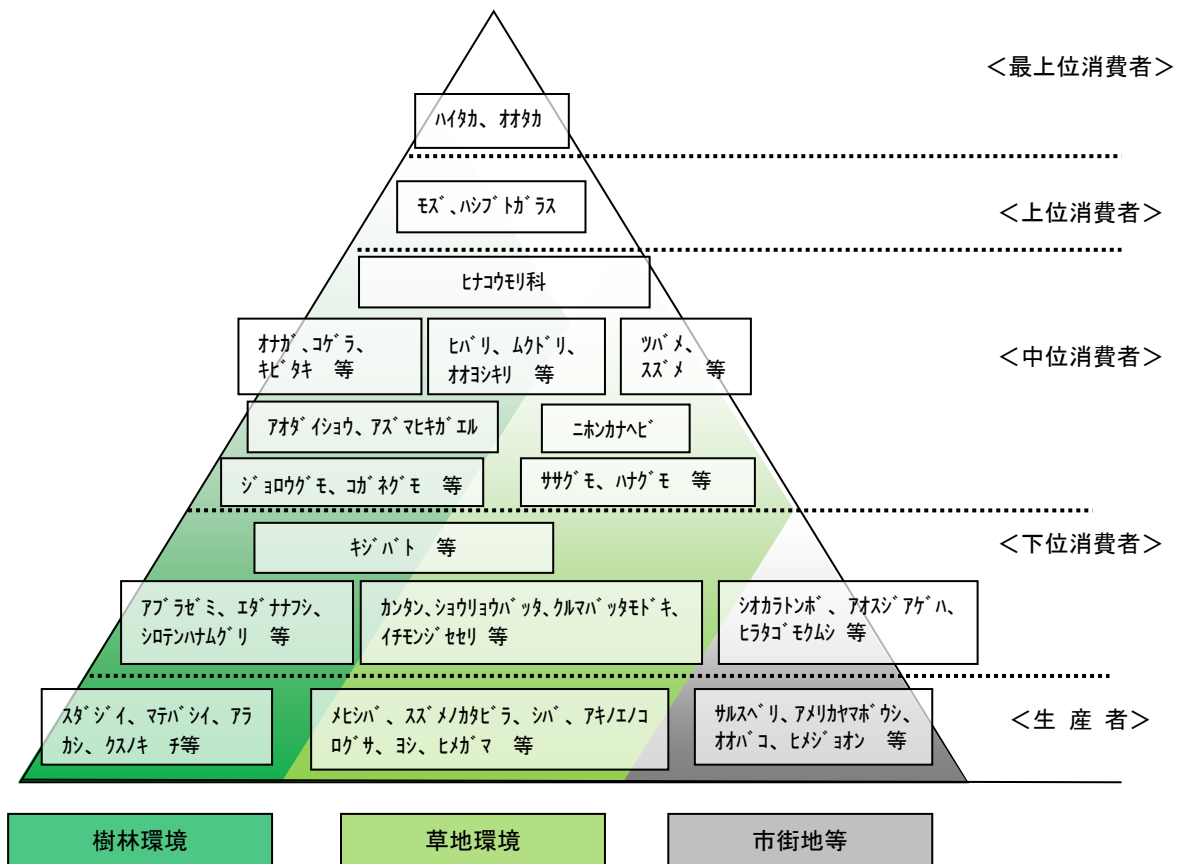 ＜最上位消費者＞
ﾊｲﾀｶ、ｵｵﾀｶ
ﾓｽﾞ、ﾊｼﾌﾞﾄｶﾞﾗｽ
＜上位消費者＞
ﾋﾅｺｳﾓﾘ科
ｵﾅｶﾞ、ｺｹﾞﾗ、
ｷﾋﾞﾀｷ　等
ﾋﾊﾞﾘ、ﾑｸﾄﾞﾘ、
ｵｵﾖｼｷﾘ　等
ﾂﾊﾞﾒ、
ｽｽﾞﾒ　等
＜中位消費者＞
ｱｵﾀﾞｲｼｮｳ、ｱｽﾞﾏﾋｷｶﾞｴﾙ
ﾆﾎﾝｶﾅﾍﾋﾞ
ｼﾞｮﾛｳｸﾞﾓ、ｺｶﾞﾈｸﾞﾓ　等
ｻｻｸﾞﾓ、ﾊﾅｸﾞﾓ　等
ｷｼﾞﾊﾞﾄ　等
＜下位消費者＞
ｱﾌﾞﾗｾﾞﾐ、ｴﾀﾞﾅﾅﾌｼ、
ｼﾛﾃﾝﾊﾅﾑｸﾞﾘ　等
ｶﾝﾀﾝ、ｼｮｳﾘｮｳﾊﾞｯﾀ、ｸﾙﾏﾊﾞｯﾀﾓﾄﾞｷ、
ｲﾁﾓﾝｼﾞｾｾﾘ 等
ｼｵｶﾗﾄﾝﾎﾞ、ｱｵｽｼﾞｱｹﾞﾊ、
ﾋﾗﾀｺﾞﾓｸﾑｼ 等
ｽﾀﾞｼﾞｲ、ﾏﾃﾊﾞｼｲ、ｱﾗ
ｶｼ、ｸｽﾉｷ　ﾁ等
ﾒﾋｼﾊﾞ、ｽｽﾞﾒﾉｶﾀﾋﾞﾗ、ｼﾊﾞ、ｱｷﾉｴﾉｺ
ﾛｸﾞｻ、ﾖｼ、ﾋﾒｶﾞﾏ　等
ｻﾙｽﾍﾞﾘ、ｱﾒﾘｶﾔﾏﾎﾞｳｼ、
ｵｵﾊﾞｺ、ﾋﾒｼﾞｮｵﾝ　等
＜生 産 者＞
樹林環境
草地環境
市街地等